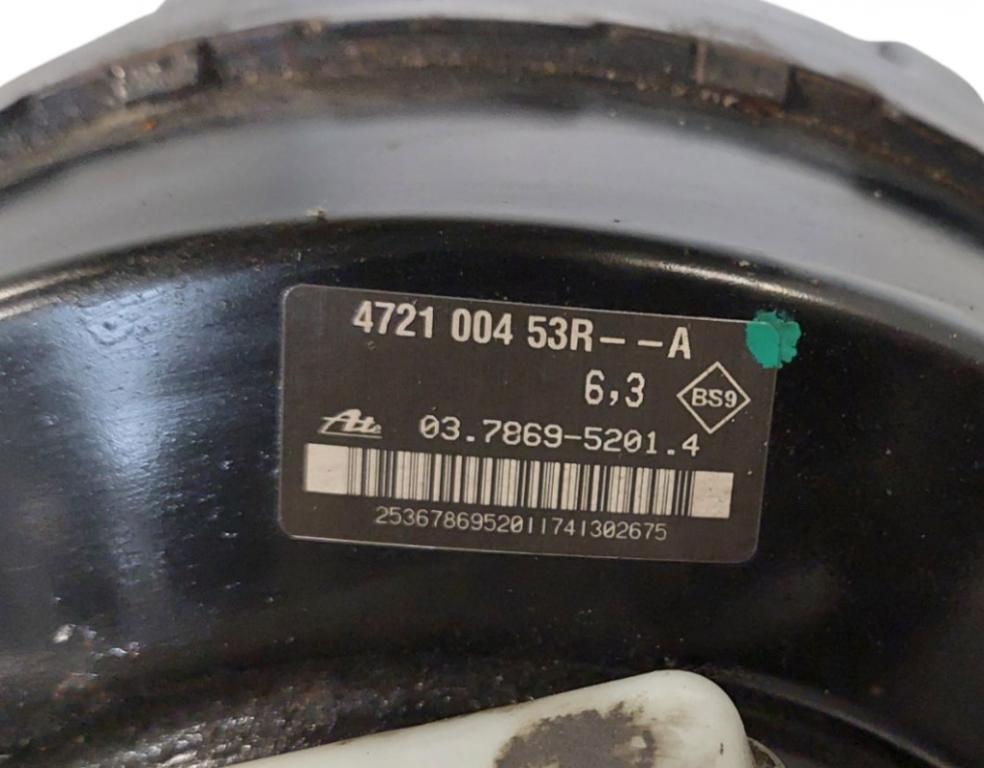 4721 004 53R--A
6,3 BS9
Ate 03.7869-5201.4
2536786952011741302675